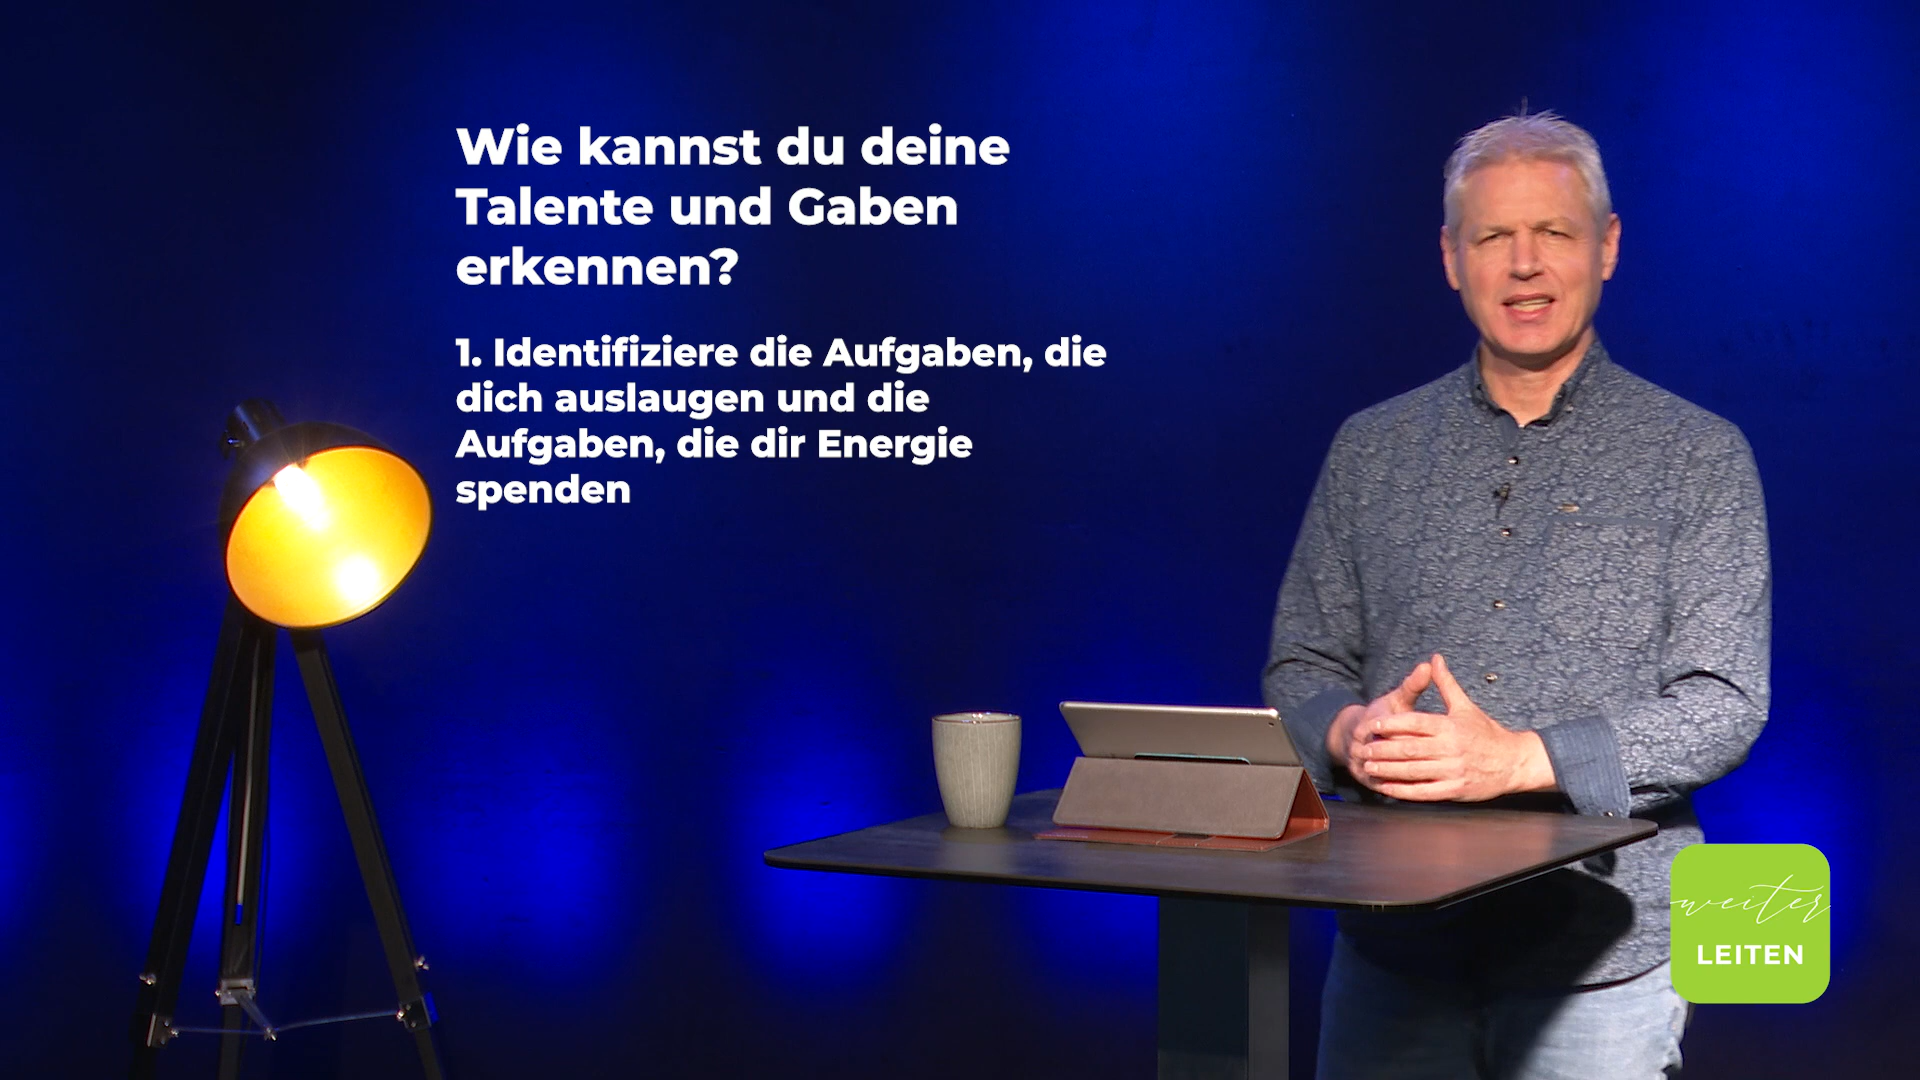 Wie kannst du deine
Talente und Gaben
erkennen?
1. Identifiziere die Aufgaben, die
dich auslaugen und die
Aufgaben, die dir Energie
spenden
weiter
LEITEN